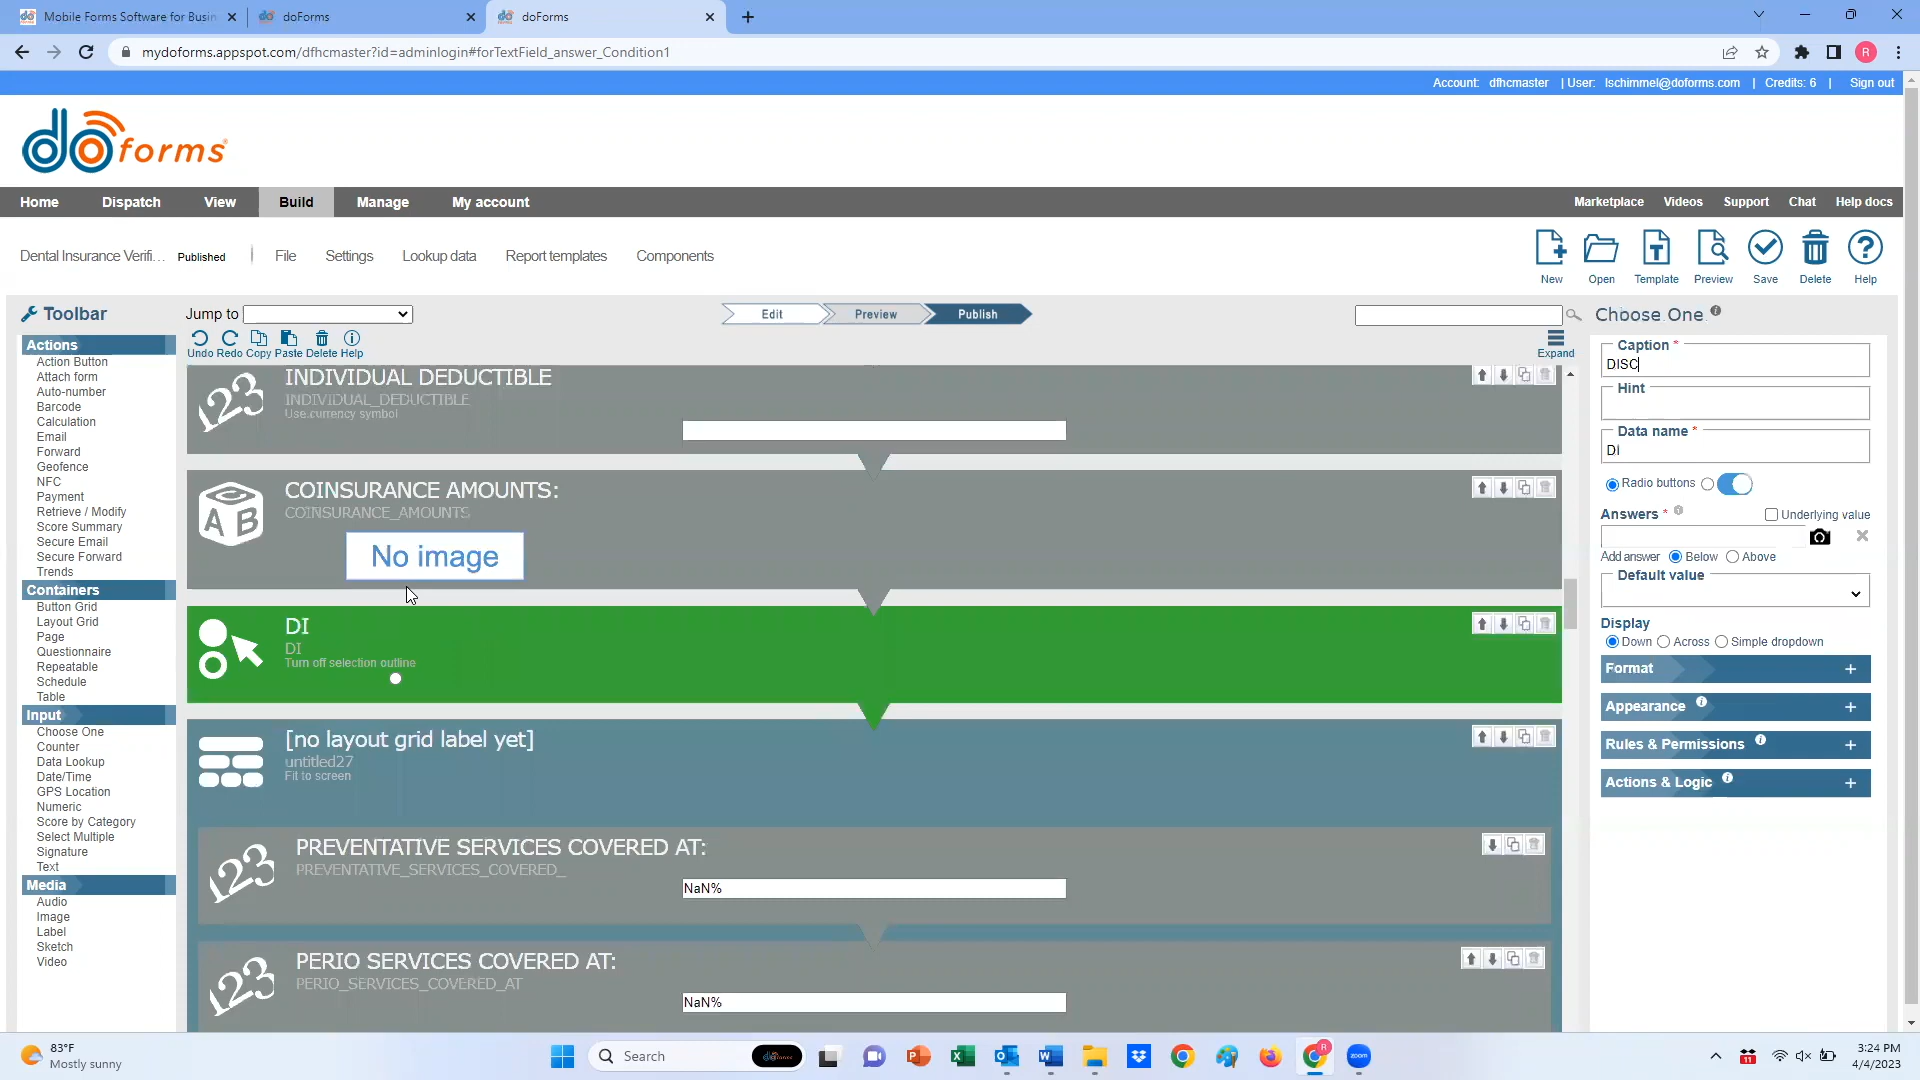 Mobile Forms Software for Busin
doForms
doForms
mydoforms.appspot.com/dfhcmaster?id=adminlogin#forTextField_answer_Condition1
R
Account: dfhcmaster | User: lschimmel@doforms.com | Credits: 6 | Sign out
doforms
Home Dispatch View Build Manage My account
Marketplace Videos Support Chat Help docs
Dental Insurance Verifi... Published | File Settings Lookup data Report templates Components
New Open Template Preview Save Delete Help
Toolbar
Jump to
Edit Preview Publish
Undo Redo Copy Paste Delete Help
Expand
Actions
Action Button
Attach form
Auto-number
Barcode
Calculation
Email
Forward
Geofence
NFC
Payment
Retrieve / Modify
Score Summary
Secure Email
Secure Forward
Trends
Containers
Button Grid
Layout Grid
Page
Questionnaire
Repeatable
Schedule
Table
Input
Choose One
Counter
Data Lookup
Date/Time
GPS Location
Numeric
Score by Category
Select Multiple
Signature
Text
Media
Audio
Image
Label
Sketch
Video
123
INDIVIDUAL DEDUCTIBLE
INDIVIDUAL_DEDUCTIBLE
Use currency symbol
A B C
COINSURANCE AMOUNTS:
COINSURANCE_AMOUNTS
No image
DI
DI
Turn off selection outline
[no layout grid label yet]
untitled27
Fit to screen
123
PREVENTATIVE SERVICES COVERED AT:
PREVENTATIVE_SERVICES_COVERED_
NaN%
123
PERIO SERVICES COVERED AT:
PERIO_SERVICES_COVERED_AT
NaN%
Choose One
Caption *
DISC
Hint
Data name *
DI
Radio buttons
Answers *
Underlying value
Add answer Below Above
Default value
Display
Down Across Simple dropdown
Format +
Appearance +
Rules & Permissions +
Actions & Logic +
83°F
Mostly sunny
Search
doforms
R
zoom
11
3:24 PM
4/4/2023